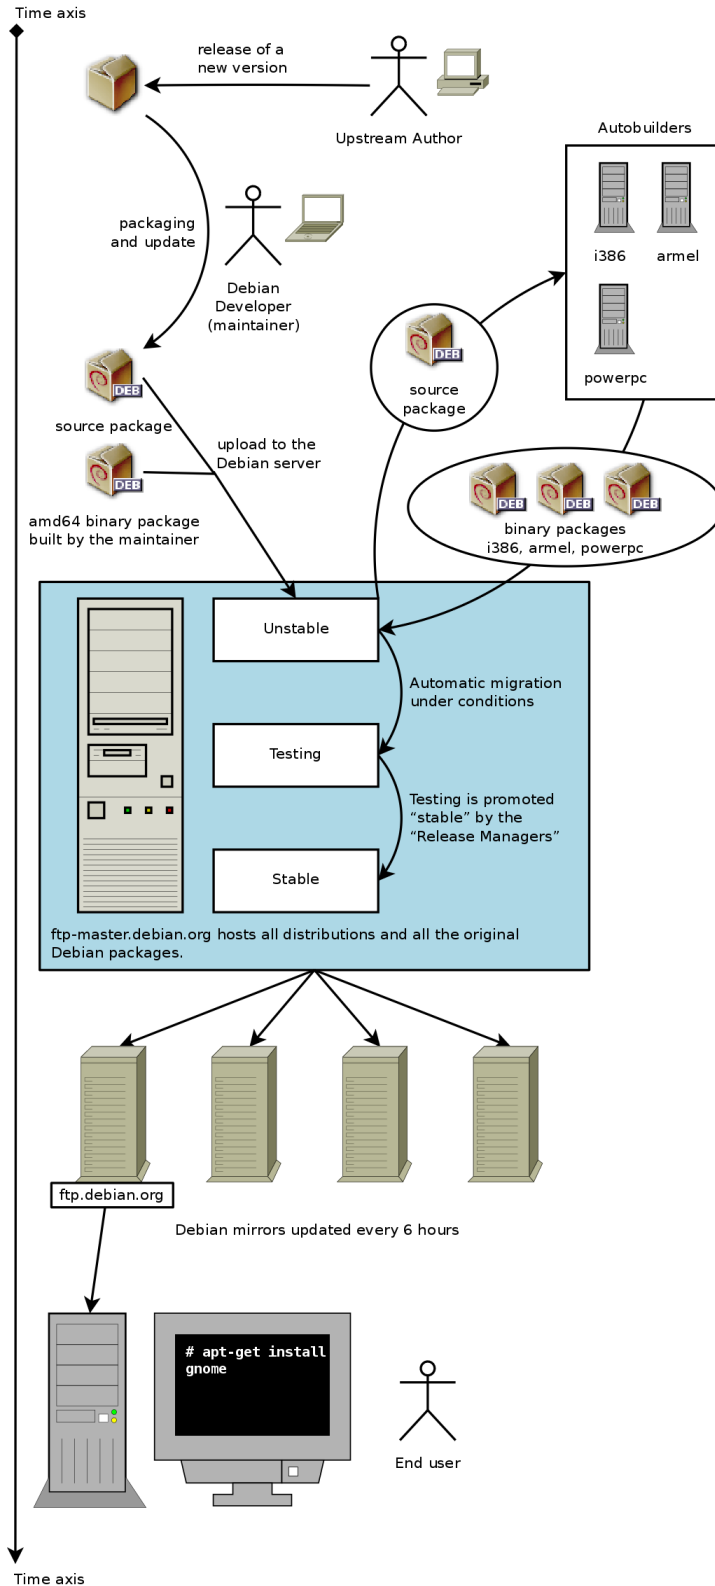 Time axis
release of a
new version
Upstream Author
Autobuilders
i386
armel
powerpc
packaging
and update
Debian
Developer
(maintainer)
DEB
source package
DEB
amd64 binary package
built by the maintainer
upload to the
Debian server
DEB
source
package
DEB
DEB
DEB
binary packages
i386, armel, powerpc
Unstable
Automatic migration
under conditions
Testing
Testing is promoted
“stable” by the
“Release Managers”
Stable
ftp-master.debian.org hosts all distributions and all the original
Debian packages.
ftp.debian.org
Debian mirrors updated every 6 hours
# apt-get install
gnome
End user
Time axis